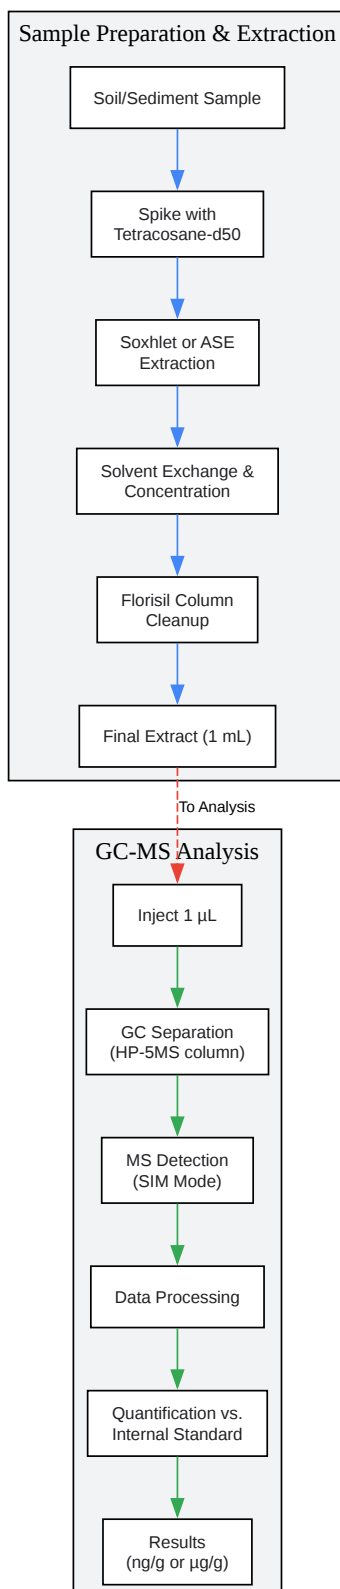 Sample Preparation & Extraction
Soil/Sediment Sample
Spike with
Tetracosane-d50
Soxhlet or ASE
Extraction
Solvent Exchange &
Concentration
Florisil Column
Cleanup
Final Extract (1 mL)
To Analysis
GC-MS Analysis
Inject 1 µL
GC Separation
(HP-5MS column)
MS Detection
(SIM Mode)
Data Processing
Quantification vs.
Internal Standard
Results
(ng/g or µg/g)